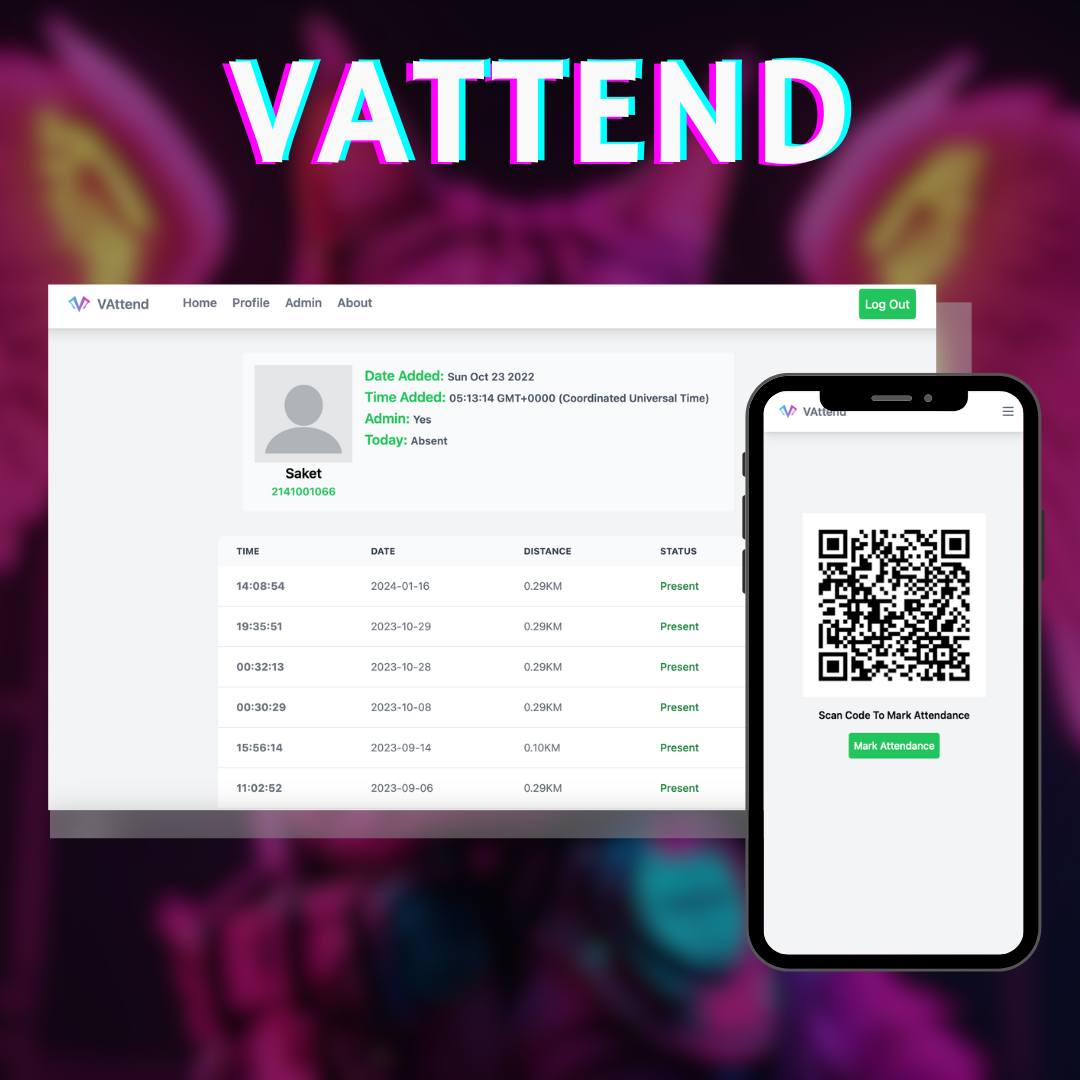 VATTEND
VAttend Home Profile Admin About Log Out
Date Added: Sun Oct 23 2022
Time Added: 05:13:14 GMT+0000 (Coordinated Universal Time)
Admin: Yes
Today: Absent
Saket
2141001066
TIME DATE DISTANCE STATUS
14:08:54 2024-01-16 0.29KM Present
19:35:51 2023-10-29 0.29KM Present
00:32:13 2023-10-28 0.29KM Present
00:30:29 2023-10-08 0.29KM Present
15:56:14 2023-09-14 0.10KM Present
11:02:52 2023-09-06 0.29KM Present
VAttend
Scan Code To Mark Attendance
Mark Attendance